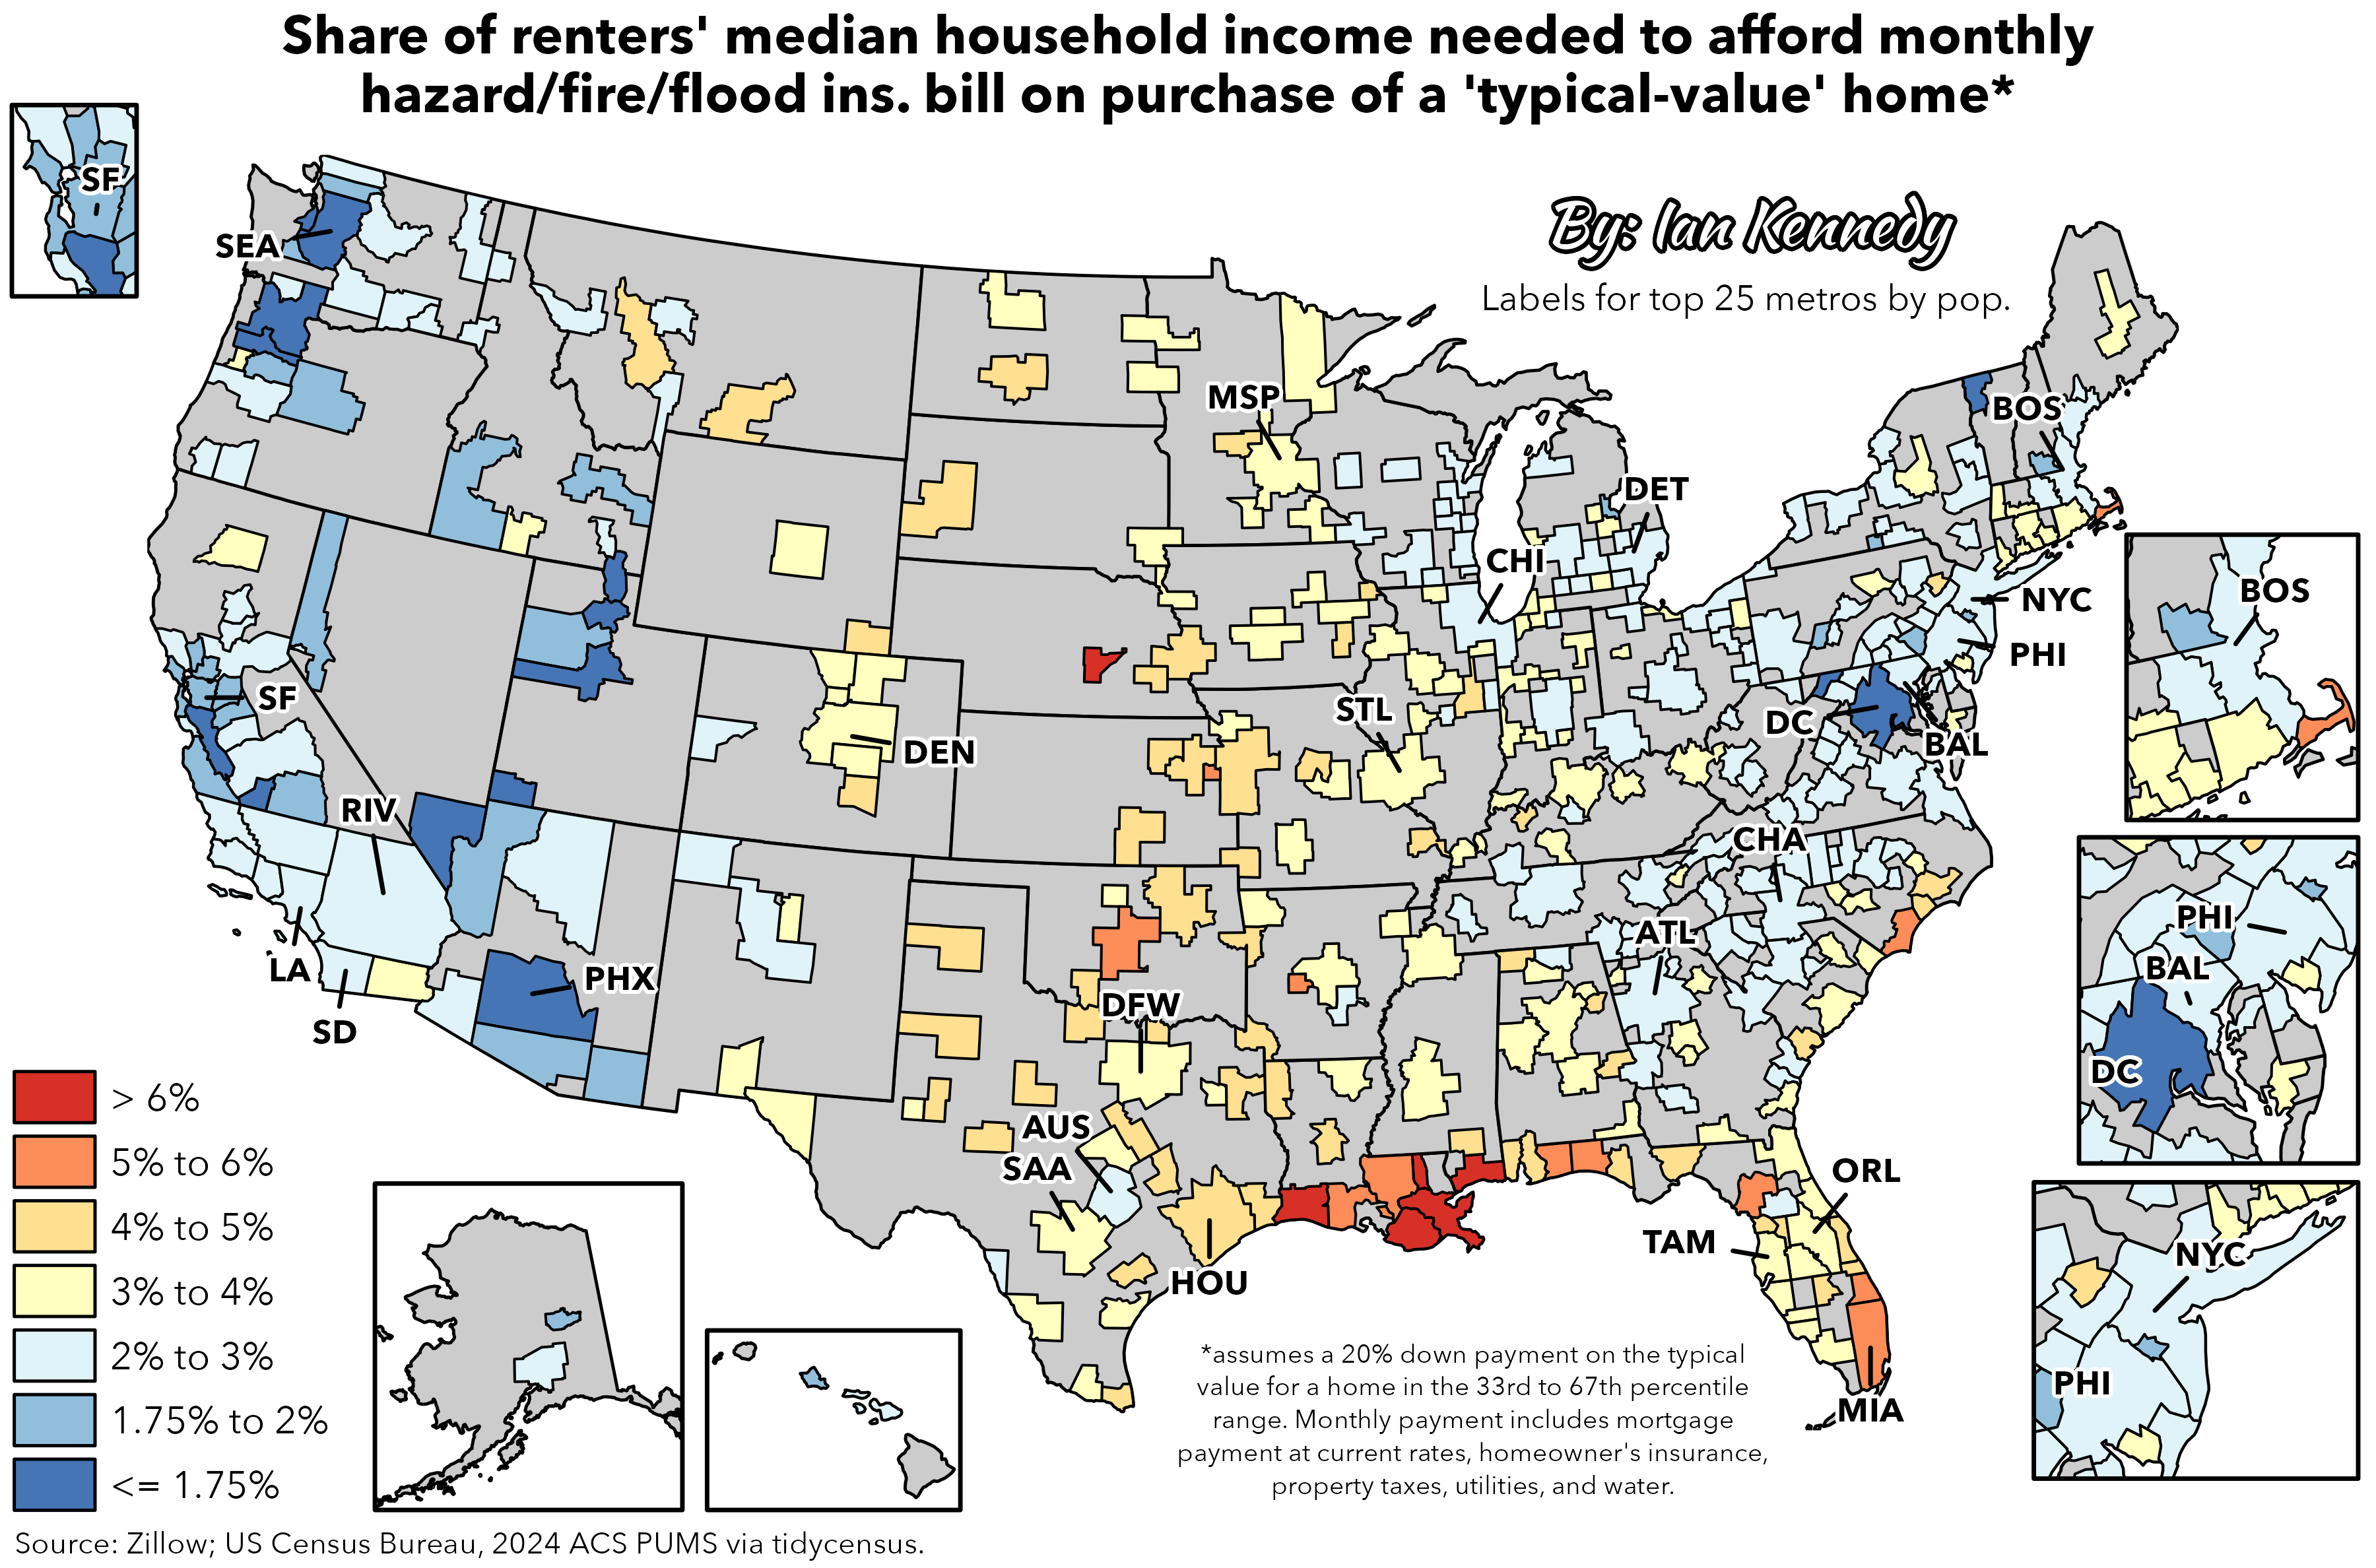 Share of renters' median household income needed to afford monthly
hazard/fire/flood ins. bill on purchase of a 'typical-value' home*
SF
By: Ian Kennedy
Labels for top 25 metros by pop.
SEA
MSP
BOS
DET
CHI
NYC
PHI
SF
STL
DC
BAL
DEN
RIV
CHA
ATL
LA
PHX
SD
DFW
AUS
SAA
HOU
ORL
TAM
MIA
BOS
PHI
BAL
DC
NYC
PHI
> 6%
5% to 6%
4% to 5%
3% to 4%
2% to 3%
1.75% to 2%
<= 1.75%
*assumes a 20% down payment on the typical
value for a home in the 33rd to 67th percentile
range. Monthly payment includes mortgage
payment at current rates, homeowner's insurance,
property taxes, utilities, and water.
Source: Zillow; US Census Bureau, 2024 ACS PUMS via tidycensus.